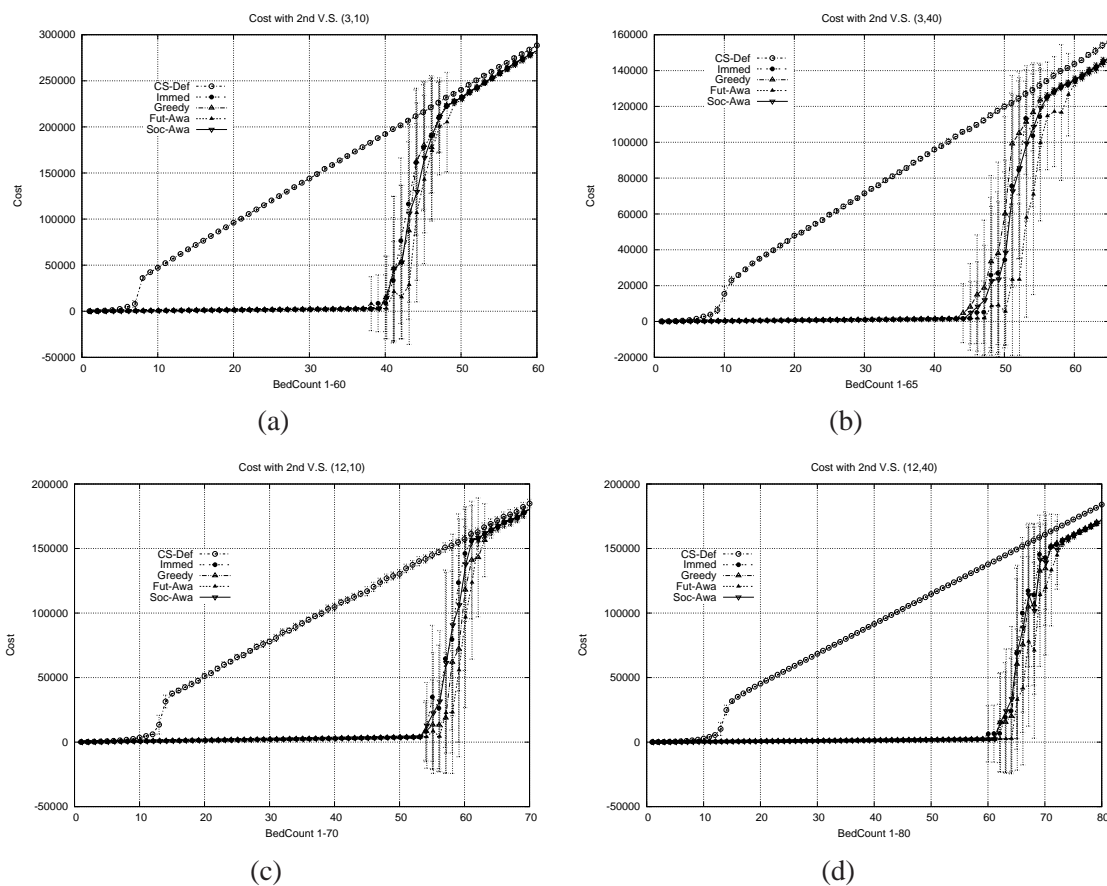 Cost with 2nd V.S. (3,10)
300000
250000
200000
150000
100000
50000
0
-50000
Cost
CS-Def
Immed
Greedy
Fut-Awa
Soc-Awa
0 10 20 30 40 50 60
BedCount 1-60
(a)
Cost with 2nd V.S. (3,40)
160000
140000
120000
100000
80000
60000
40000
20000
0
-20000
Cost
CS-Def
Immed
Greedy
Fut-Awa
Soc-Awa
0 10 20 30 40 50 60
BedCount 1-65
(b)
Cost with 2nd V.S. (12,10)
200000
150000
100000
50000
0
-50000
Cost
CS-Def
Immed
Greedy
Fut-Awa
Soc-Awa
0 10 20 30 40 50 60 70
BedCount 1-70
(c)
Cost with 2nd V.S. (12,40)
200000
150000
100000
50000
0
-50000
Cost
CS-Def
Immed
Greedy
Fut-Awa
Soc-Awa
0 10 20 30 40 50 60 70 80
BedCount 1-80
(d)